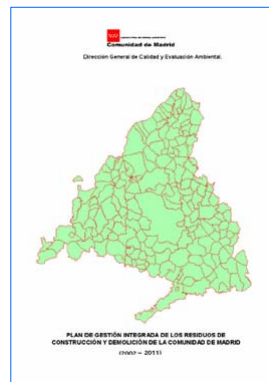 Comunidad de Madrid
Dirección General de Calidad y Evaluación Ambiental.
PLAN DE GESTIÓN INTEGRADA DE LOS RESIDUOS DE
CONSTRUCCIÓN Y DEMOLICIÓN DE LA COMUNIDAD DE MADRID
(2002 – 2011)